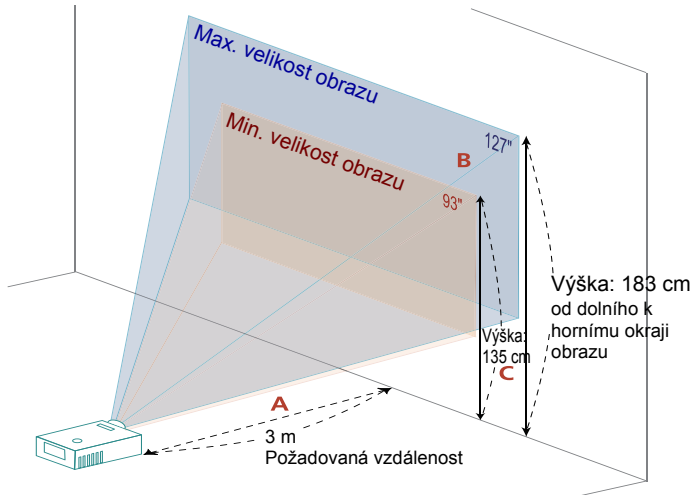 Max. velikost obrazu
Min. velikost obrazu
127"
B
93"
Výška: 183 cm
od dolního k
hornímu okraji
obrazu
Výška:
135 cm
C
A
3 m
Požadovaná vzdálenost